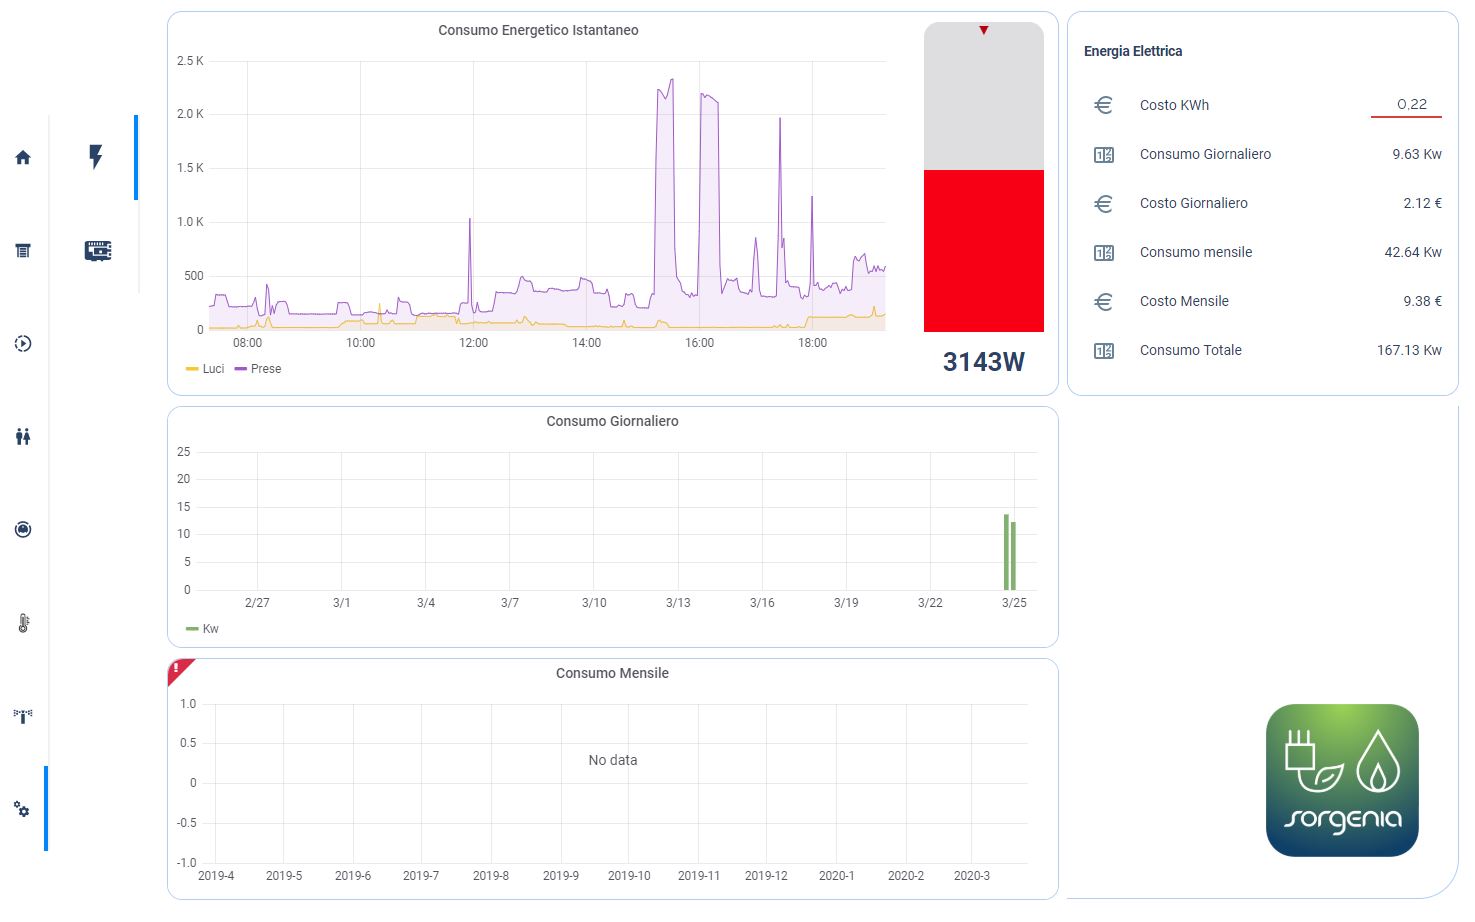 Consumo Energetico Istantaneo
2.5 K
2.0 K
1.5 K
1.0 K
500
0
08:00 10:00 12:00 14:00 16:00 18:00
Luci Prese
3143W
Energia Elettrica
Costo KWh 0,22
Consumo Giornaliero 9.63 Kw
Costo Giornaliero 2.12 €
Consumo mensile 42.64 Kw
Costo Mensile 9.38 €
Consumo Totale 167.13 Kw
Consumo Giornaliero
25
20
15
10
5
0
2/27 3/1 3/4 3/7 3/10 3/13 3/16 3/19 3/22 3/25
Kw
Consumo Mensile
1.0
0.5
0
-0.5
-1.0
No data
2019-4 2019-5 2019-6 2019-7 2019-8 2019-9 2019-10 2019-11 2019-12 2020-1 2020-2 2020-3
sorgenia